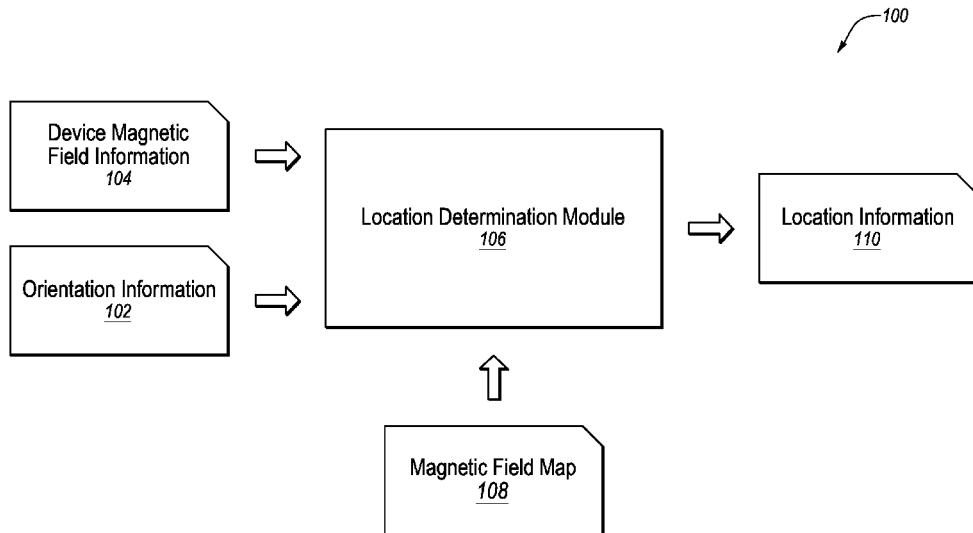 100
Device Magnetic
Field Information
104
Location Determination Module
106
Location Information
110
Orientation Information
102
Magnetic Field Map
108